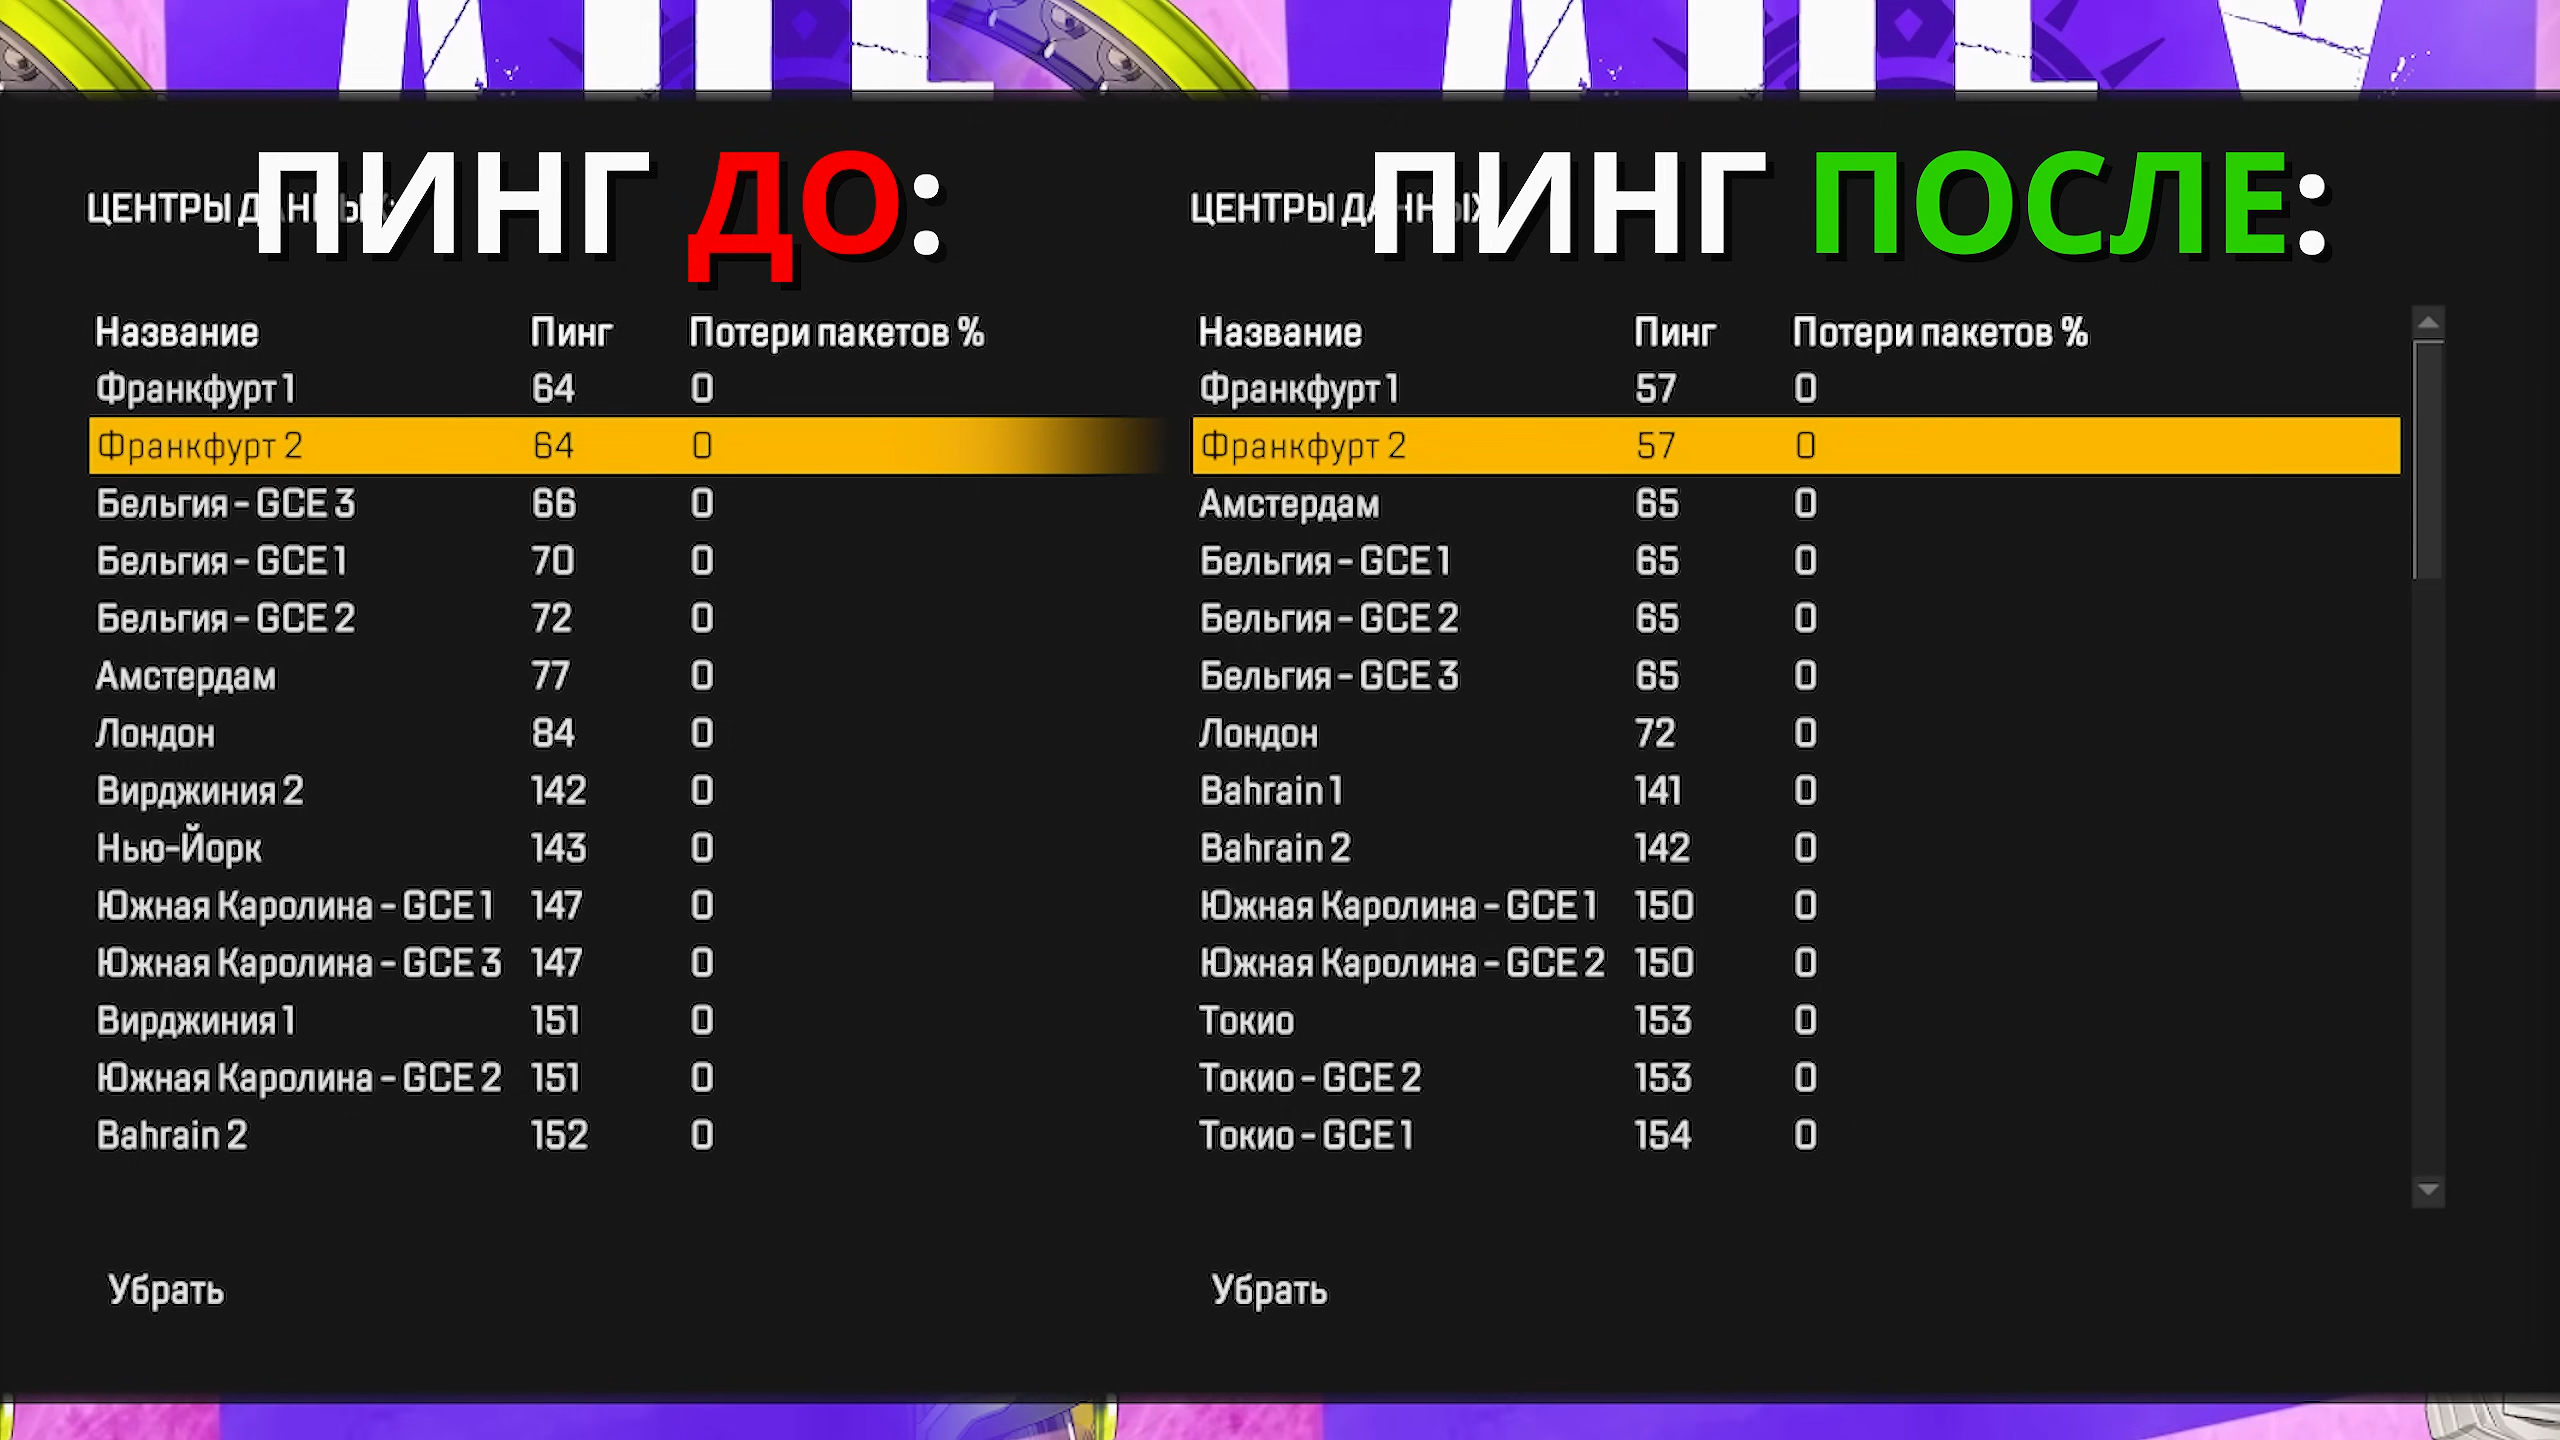 ПИНГ ДО:
ЦЕНТРЫ ДАННЫХ:
Название Пинг Потери пакетов %
Франкфурт 1 64 0
Франкфурт 2 64 0
Бельгия - GCE 3 66 0
Бельгия - GCE 1 70 0
Бельгия - GCE 2 72 0
Амстердам 77 0
Лондон 84 0
Вирджиния 2 142 0
Нью-Йорк 143 0
Южная Каролина - GCE 1 147 0
Южная Каролина - GCE 3 147 0
Вирджиния 1 151 0
Южная Каролина - GCE 2 151 0
Bahrain 2 152 0
Убрать
ПИНГ ПОСЛЕ:
ЦЕНТРЫ ДАННЫХ
Название Пинг Потери пакетов %
Франкфурт 1 57 0
Франкфурт 2 57 0
Амстердам 65 0
Бельгия - GCE 1 65 0
Бельгия - GCE 2 65 0
Бельгия - GCE 3 65 0
Лондон 72 0
Bahrain 1 141 0
Bahrain 2 142 0
Южная Каролина - GCE 1 150 0
Южная Каролина - GCE 2 150 0
Токио 153 0
Токио - GCE 2 153 0
Токио - GCE 1 154 0
Убрать